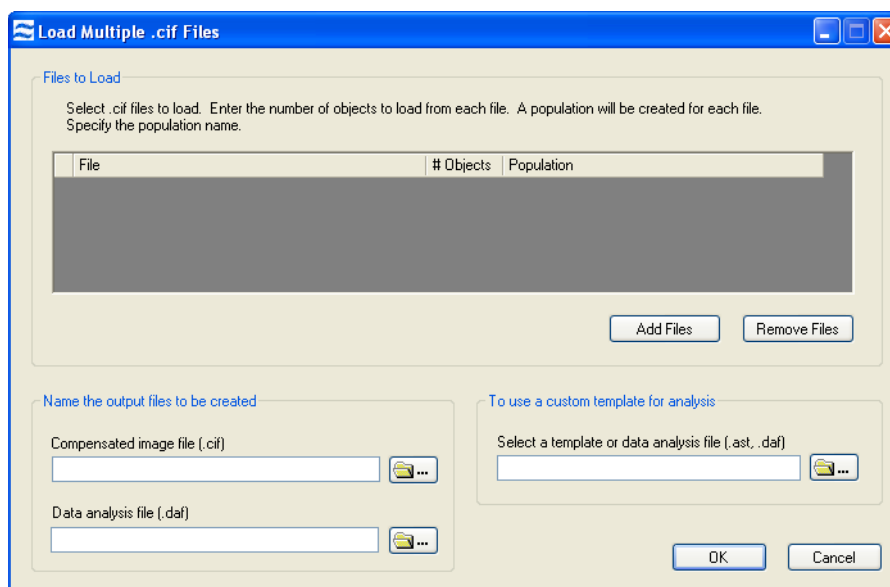 Load Multiple .cif Files
Files to Load
Select .cif files to load. Enter the number of objects to load from each file. A population will be created for each file.
Specify the population name.
File # Objects Population
Add Files Remove Files
Name the output files to be created
Compensated image file (.cif)
...
Data analysis file (.daf)
...
To use a custom template for analysis
Select a template or data analysis file (.ast, .daf)
...
OK Cancel